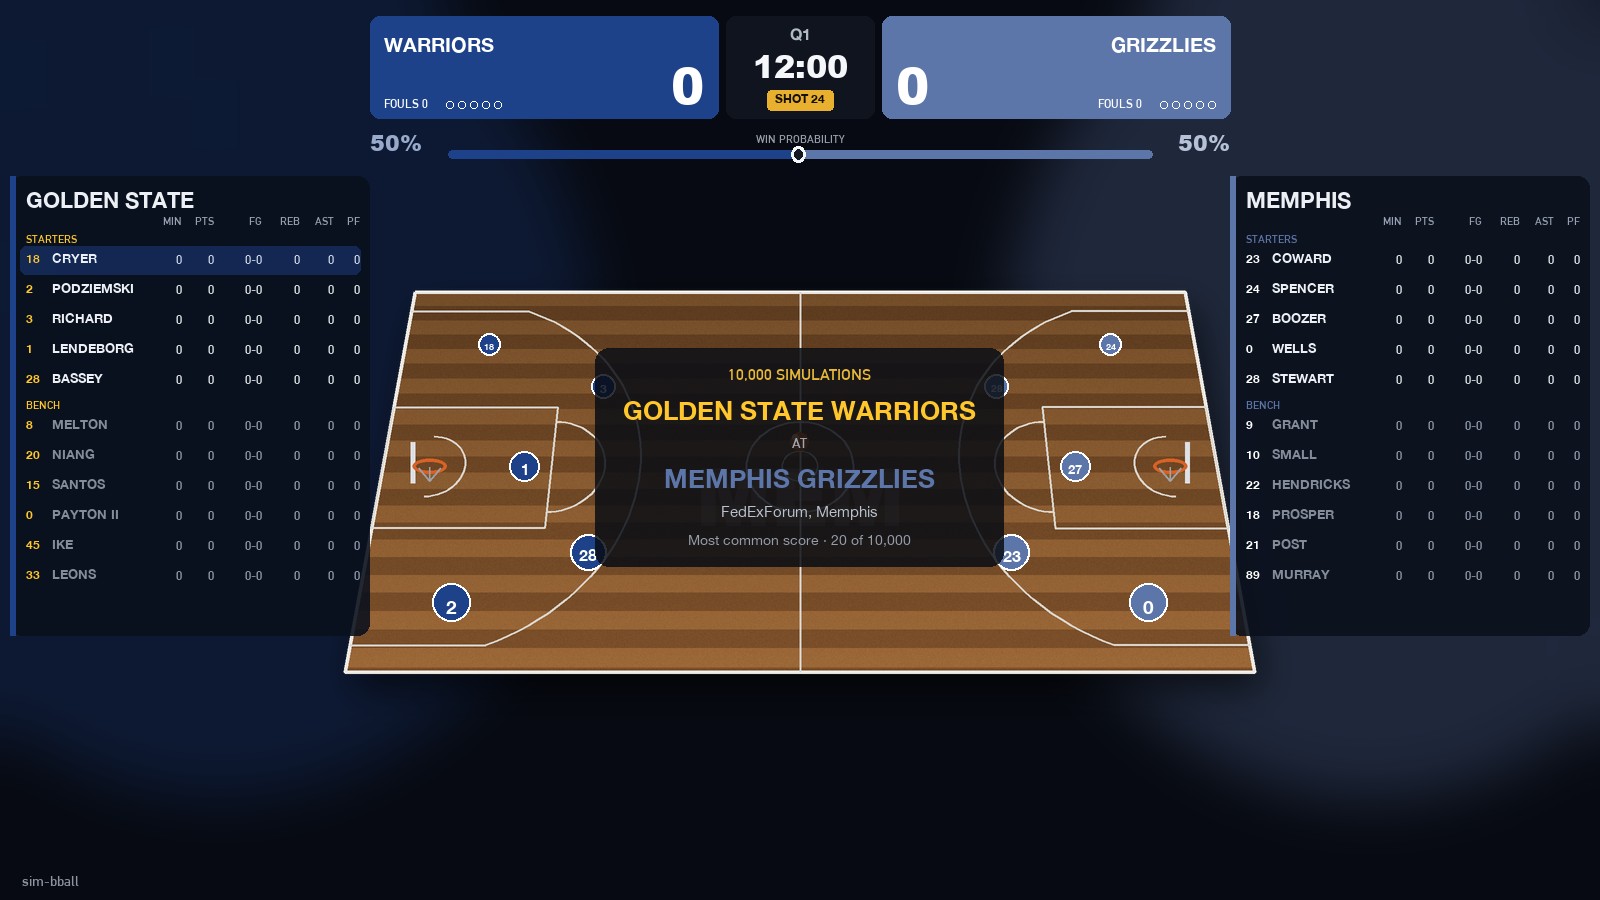 WARRIORS
0
FOULS 0
Q1
12:00
SHOT 24
GRIZZLIES
0
FOULS 0
50%
WIN PROBABILITY
50%
GOLDEN STATE
MIN PTS FG REB AST PF
STARTERS
18 CRYER 0 0 0-0 0 0 0
2 PODZIEMSKI 0 0 0-0 0 0 0
3 RICHARD 0 0 0-0 0 0 0
1 LENDEBORG 0 0 0-0 0 0 0
28 BASSEY 0 0 0-0 0 0 0
BENCH
8 MELTON 0 0 0-0 0 0 0
20 NIANG 0 0 0-0 0 0 0
15 SANTOS 0 0 0-0 0 0 0
0 PAYTON II 0 0 0-0 0 0 0
45 IKE 0 0 0-0 0 0 0
33 LEONS 0 0 0-0 0 0 0
18
3
1
28
2
10,000 SIMULATIONS
GOLDEN STATE WARRIORS
AT
MEMPHIS GRIZZLIES
FedExForum, Memphis
Most common score · 20 of 10,000
24
28
27
23
0
MEMPHIS
MIN PTS FG REB AST PF
STARTERS
23 COWARD 0 0 0-0 0 0 0
24 SPENCER 0 0 0-0 0 0 0
27 BOOZER 0 0 0-0 0 0 0
0 WELLS 0 0 0-0 0 0 0
28 STEWART 0 0 0-0 0 0 0
BENCH
9 GRANT 0 0 0-0 0 0 0
10 SMALL 0 0 0-0 0 0 0
22 HENDRICKS 0 0 0-0 0 0 0
18 PROSPER 0 0 0-0 0 0 0
21 POST 0 0 0-0 0 0 0
89 MURRAY 0 0 0-0 0 0 0
sim-bball